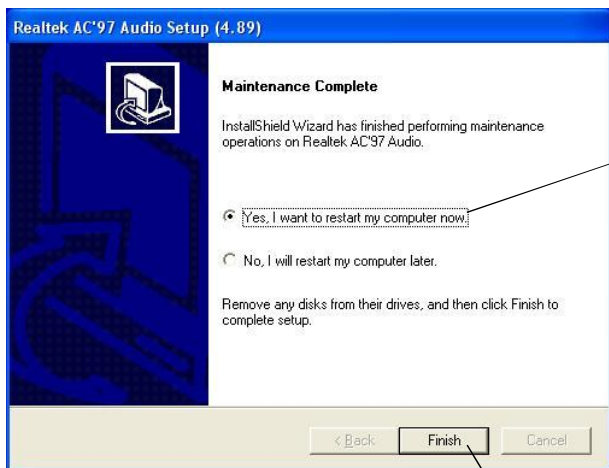 Realtek AC'97 Audio Setup (4.89)
Maintenance Complete
InstallShield Wizard has finished performing maintenance
operations on Realtek AC'97 Audio.
Yes, I want to restart my computer now.
No, I will restart my computer later.
Remove any disks from their drives, and then click Finish to
complete setup.
< Back Finish Cancel